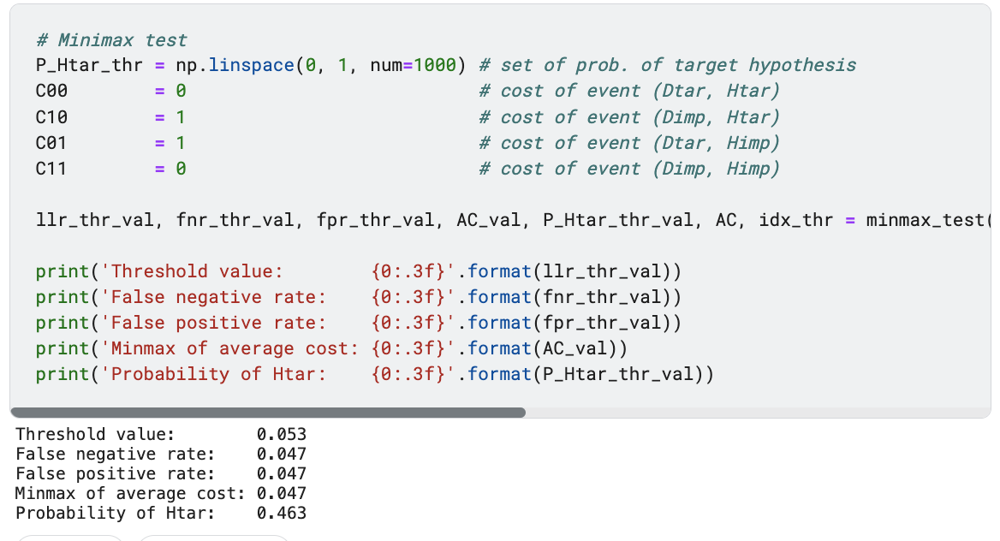 # Minimax test
P_Htar_thr = np.linspace(0, 1, num=1000) # set of prob. of target hypothesis
C00        = 0                           # cost of event (Dtar, Htar)
C10        = 1                           # cost of event (Dimp, Htar)
C01        = 1                           # cost of event (Dtar, Himp)
C11        = 0                           # cost of event (Dimp, Himp)
llr_thr_val, fnr_thr_val, fpr_thr_val, AC_val, P_Htar_thr_val, AC, idx_thr = minmax_test(
print('Threshold value:         {0:.3f}'.format(llr_thr_val))
print('False negative rate:     {0:.3f}'.format(fnr_thr_val))
print('False positive rate:     {0:.3f}'.format(fpr_thr_val))
print('Minmax of average cost: {0:.3f}'.format(AC_val))
print('Probability of Htar:     {0:.3f}'.format(P_Htar_thr_val))
Threshold value:        0.053
False negative rate:    0.047
False positive rate:    0.047
Minmax of average cost: 0.047
Probability of Htar:    0.463